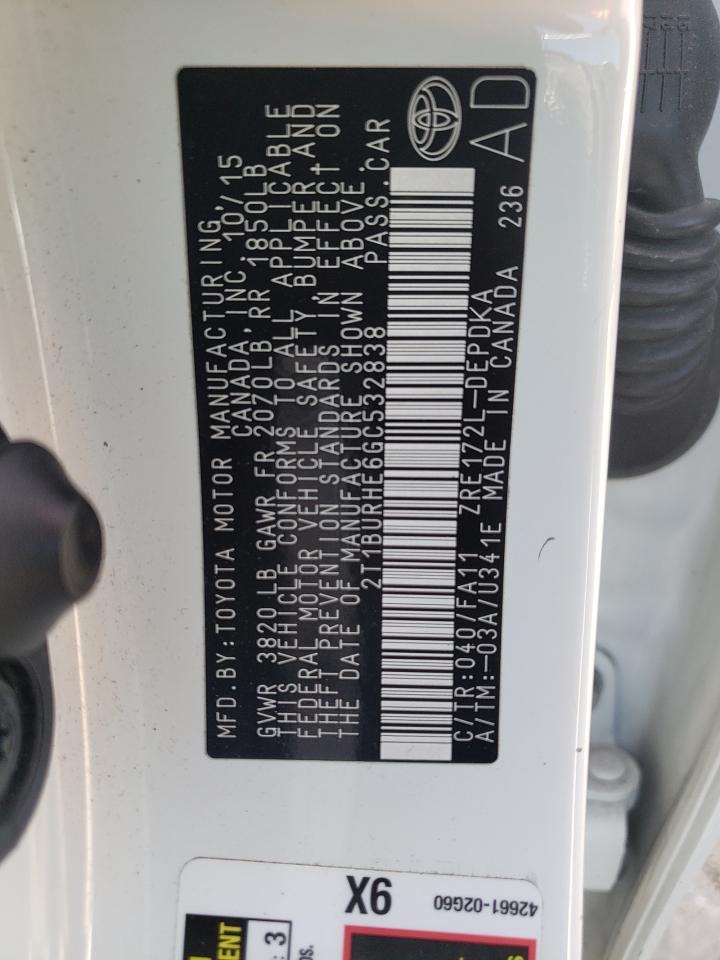 MFD.BY:TOYOTA MOTOR MANUFACTURING,
CANADA, INC. 10/15
GVWR 3820 LB GAWR FR 2070LB, RR 1850LB
THIS VEHICLE CONFORMS TO ALL APPLICABLE
FEDERAL MOTOR VEHICLE SAFETY, BUMPER, AND
THEFT PREVENTION STANDARDS IN EFFECT ON
THE DATE OF MANUFACTURE SHOWN ABOVE.
2T1BURHE6GC532838 PASS.CAR
C/TR:040/FA11 ZRE172L-DEPDKA
A/TM:-03A/U341E MADE IN CANADA 236
AD
42661-02G60
9X